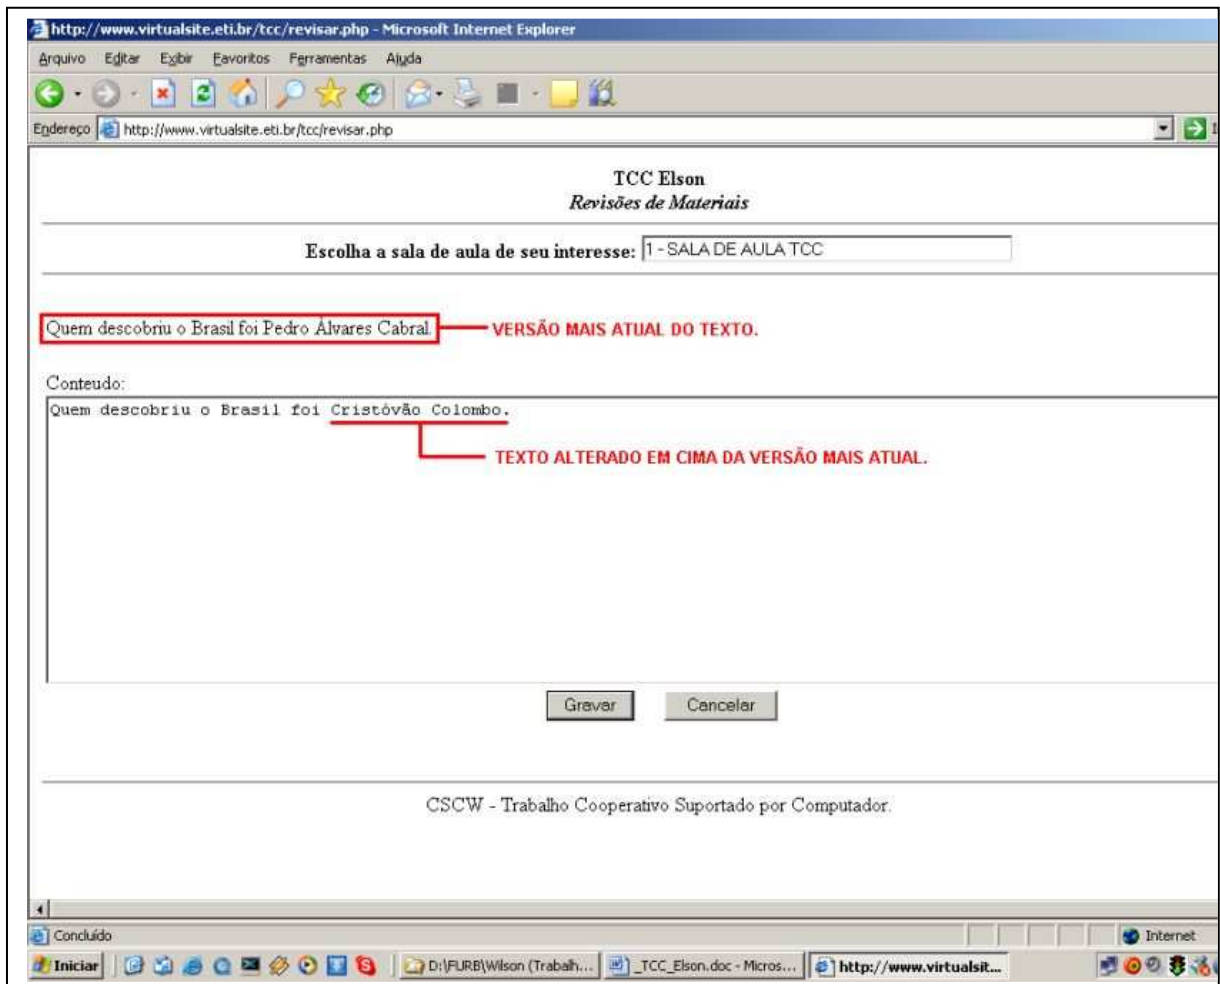 http://www.virtualsite.eti.br/tcc/revisar.php - Microsoft Internet Explorer
Arquivo Editar Exibir Favoritos Ferramentas Ajuda
Endereço http://www.virtualsite.eti.br/tcc/revisar.php
TCC Elson
Revisões de Materiais
Escolha a sala de aula de seu interesse: 1 - SALA DE AULA TCC
Quem descobriu o Brasil foi Pedro Álvares Cabral. VERSÃO MAIS ATUAL DO TEXTO.
Conteudo:
Quem descobriu o Brasil foi Cristóvão Colombo.
TEXTO ALTERADO EM CIMA DA VERSÃO MAIS ATUAL.
Gravar Cancelar
CSCW - Trabalho Cooperativo Suportado por Computador.
Concluído Internet
Iniciar D:\FURB\Wilson (Trabalh... _TCC_Elson.doc - Micros... http://www.virtualsit...